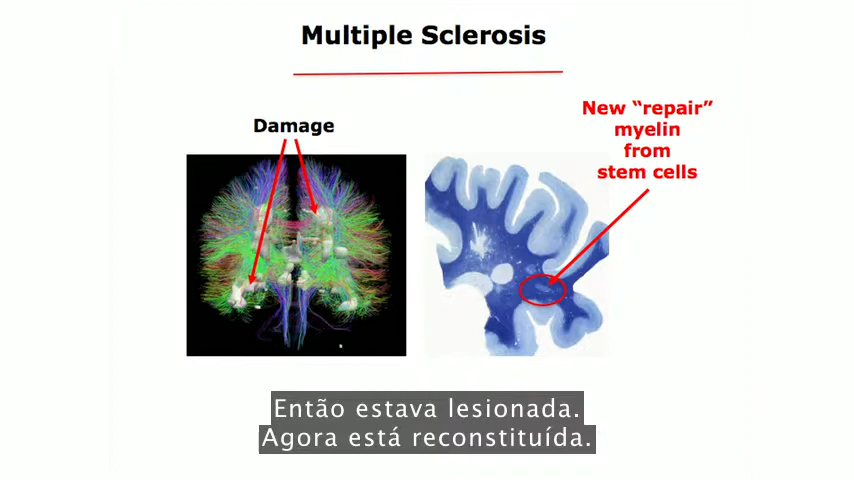 Multiple Sclerosis
Damage
New “repair”
myelin
from
stem cells
Então estava lesionada.
Agora está reconstituída.